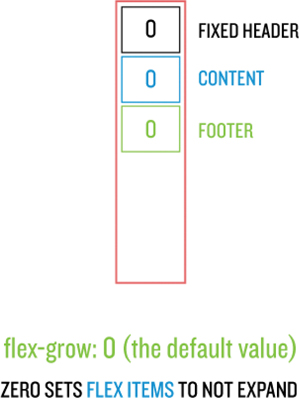 0 FIXED HEADER
0 CONTENT
0 FOOTER
flex-grow: 0 (the default value)
ZERO SETS FLEX ITEMS TO NOT EXPAND